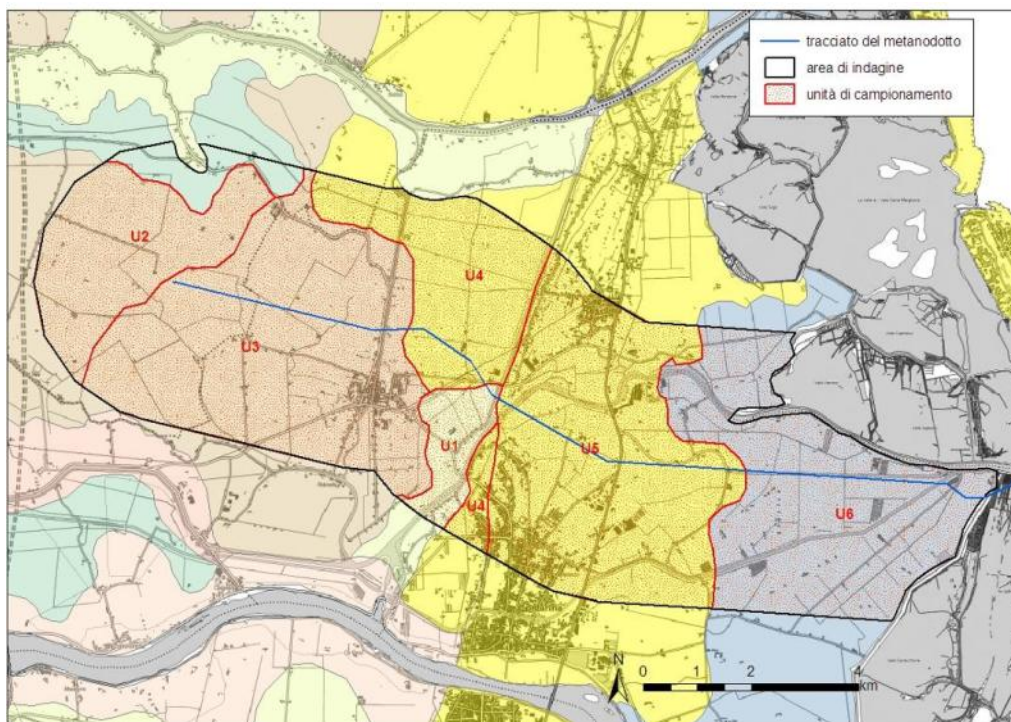 tracciato del metanodotto
area di indagine
unità di campionamento
U2
U4
U3
U1
U5
U4
U6
N
0 1 2 4
km